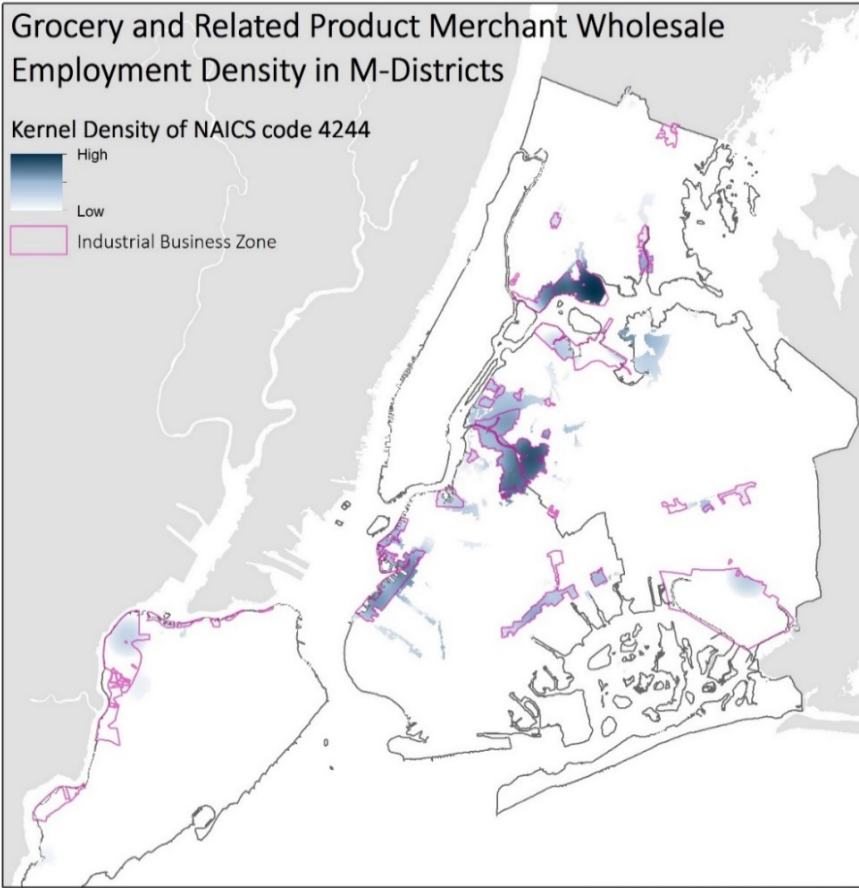 Grocery and Related Product Merchant Wholesale
Employment Density in M-Districts
Kernel Density of NAICS code 4244
High
Low
Industrial Business Zone